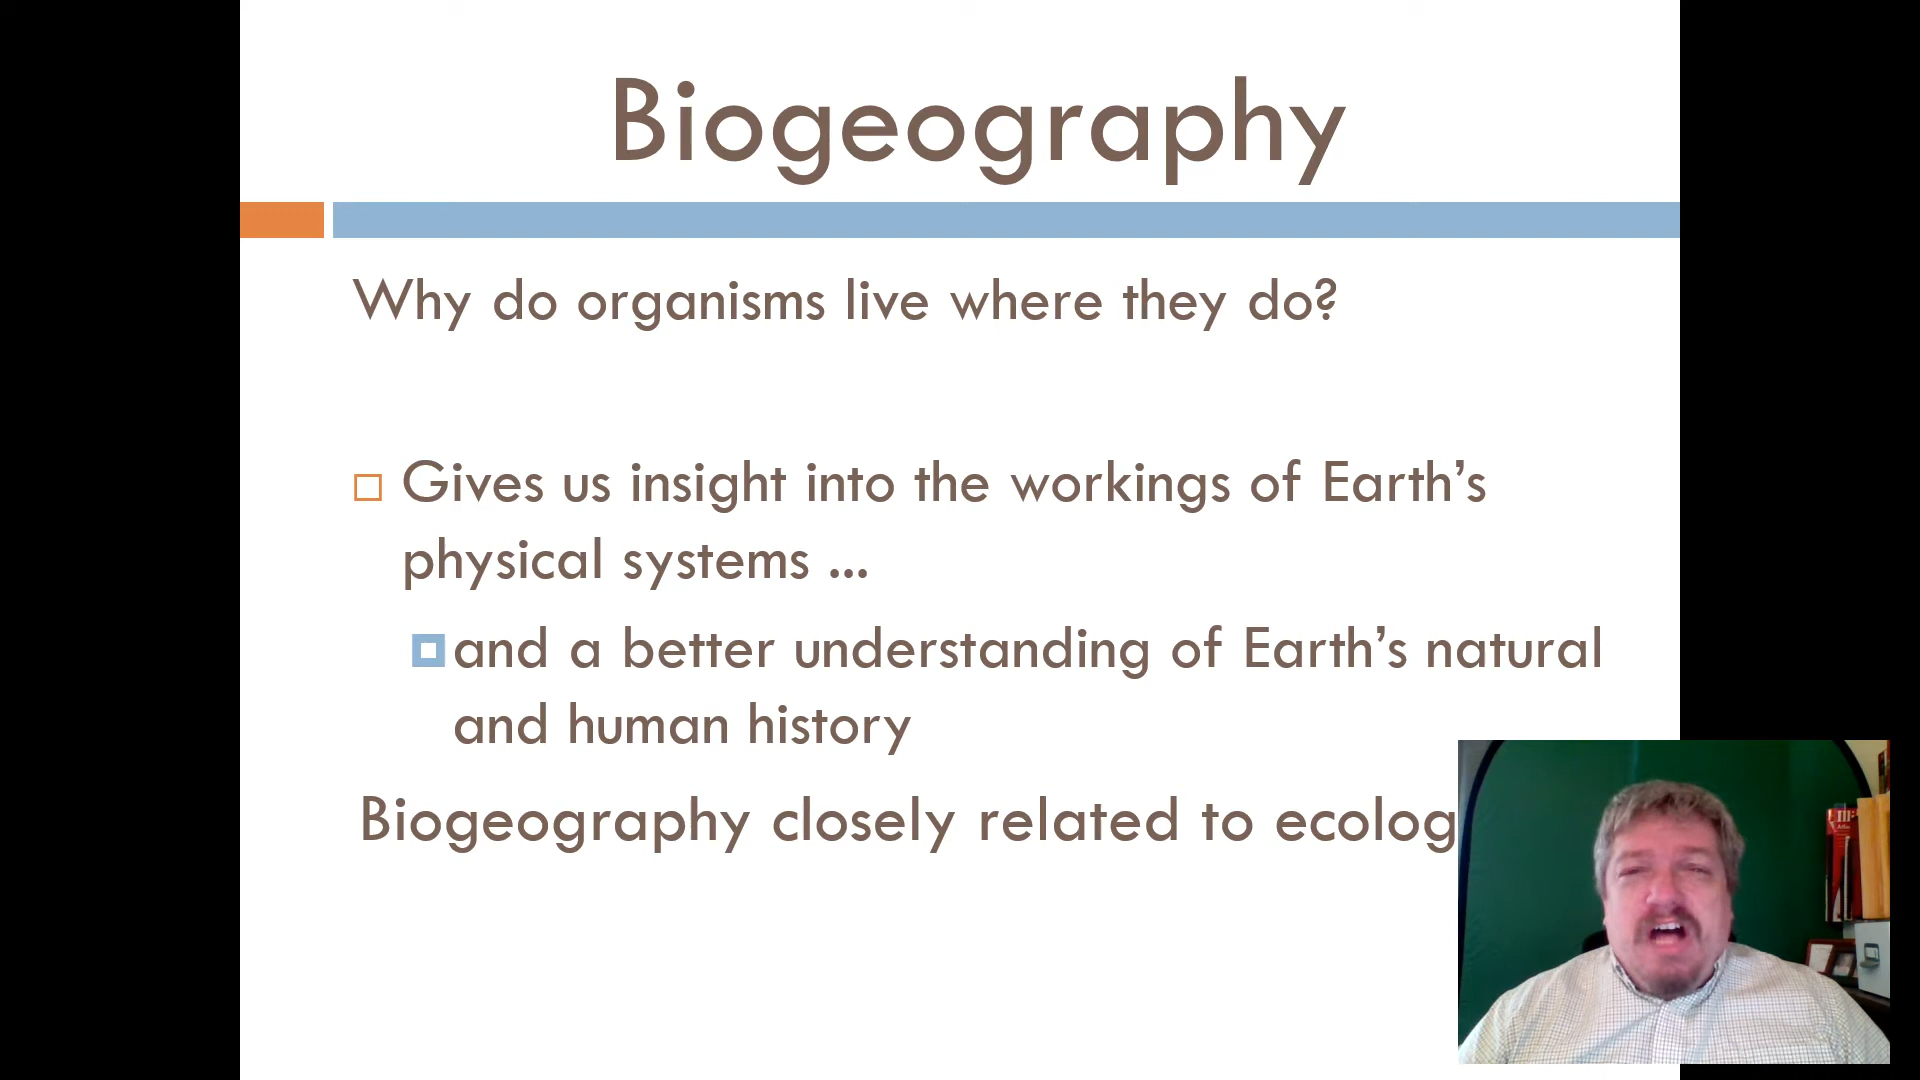 Biogeography
Why do organisms live where they do?
Gives us insight into the workings of Earth’s
physical systems ...
and a better understanding of Earth’s natural
and human history
Biogeography closely related to ecolog